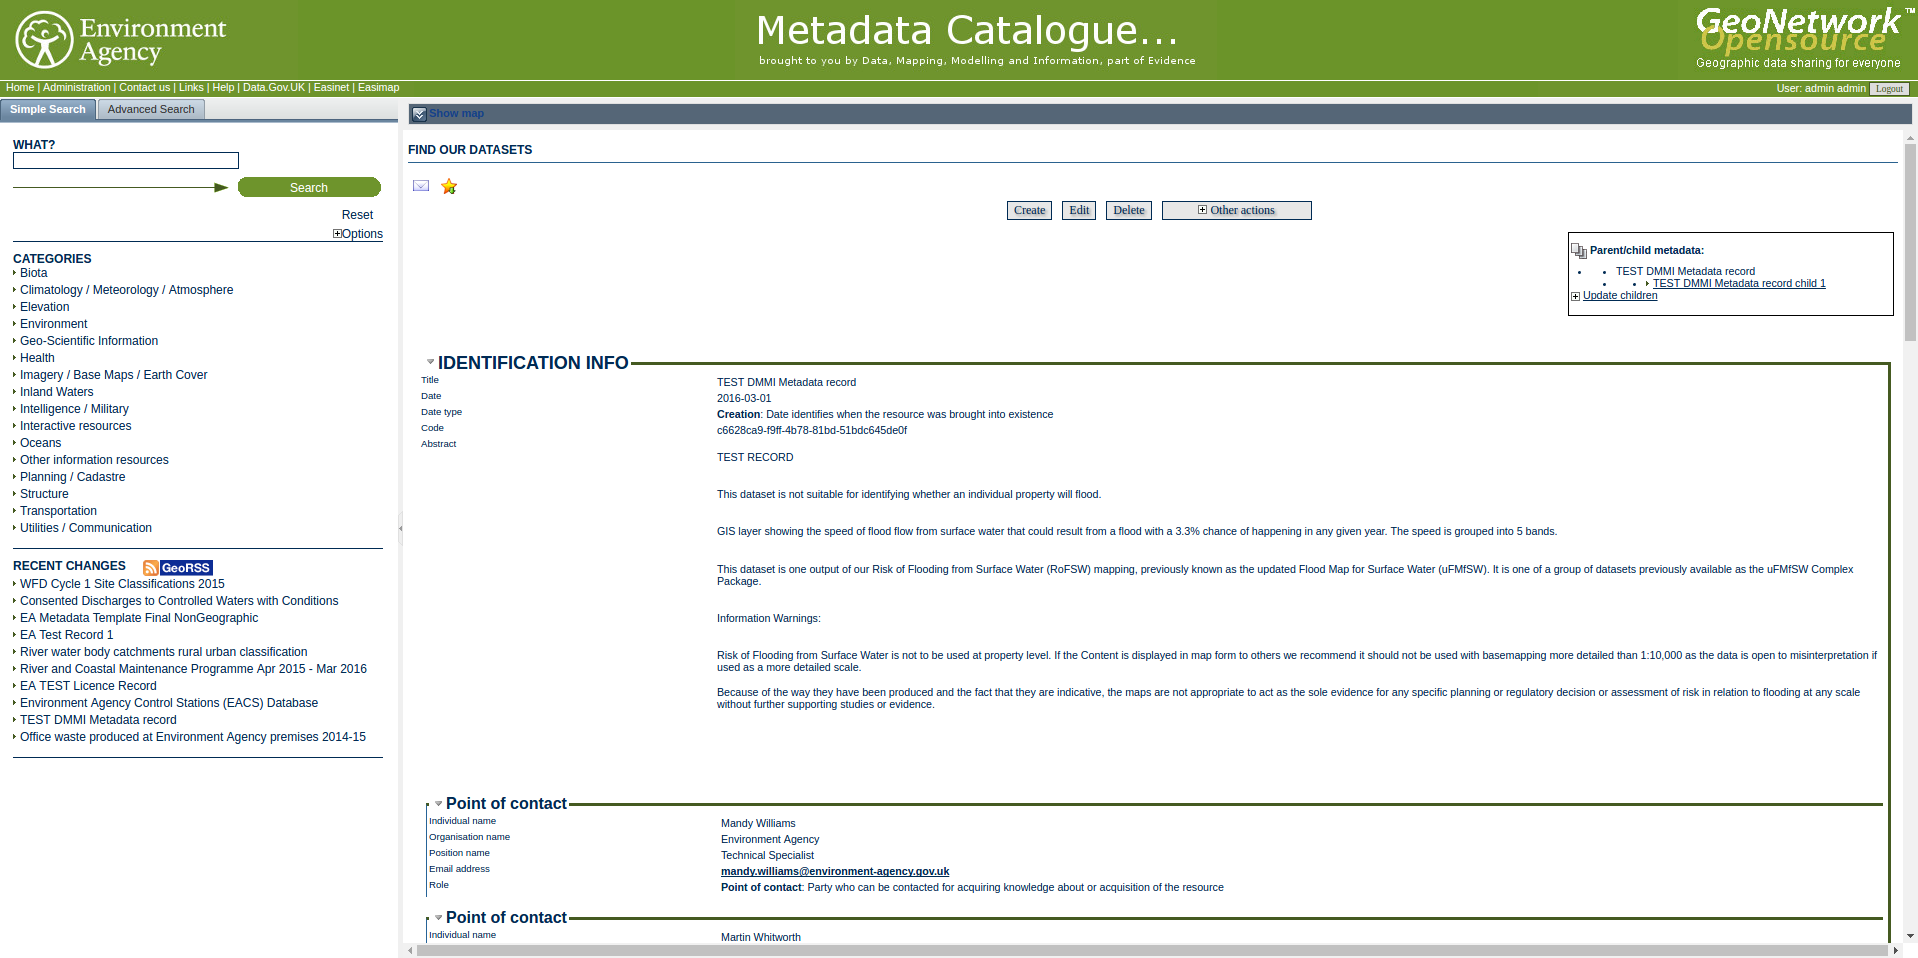 Environment
Agency
Metadata Catalogue...
brought to you by Data, Mapping, Modelling and Information, part of Evidence
GeoNetwork™
Opensource
Geographic data sharing for everyone
Home | Administration | Contact us | Links | Help | Data.Gov.UK | Easinet | Easimap
User: admin admin Logout
Simple Search Advanced Search
Show map
WHAT?
Search
Reset
Options
CATEGORIES
Biota
Climatology / Meteorology / Atmosphere
Elevation
Environment
Geo-Scientific Information
Health
Imagery / Base Maps / Earth Cover
Inland Waters
Intelligence / Military
Interactive resources
Oceans
Other information resources
Planning / Cadastre
Structure
Transportation
Utilities / Communication
RECENT CHANGES GeoRSS
WFD Cycle 1 Site Classifications 2015
Consented Discharges to Controlled Waters with Conditions
EA Metadata Template Final NonGeographic
EA Test Record 1
River water body catchments rural urban classification
River and Coastal Maintenance Programme Apr 2015 - Mar 2016
EA TEST Licence Record
Environment Agency Control Stations (EACS) Database
TEST DMMI Metadata record
Office waste produced at Environment Agency premises 2014-15
FIND OUR DATASETS
Create Edit Delete Other actions
Parent/child metadata:
TEST DMMI Metadata record
TEST DMMI Metadata record child 1
Update children
IDENTIFICATION INFO
Title TEST DMMI Metadata record
Date 2016-03-01
Date type Creation: Date identifies when the resource was brought into existence
Code c6628ca9-f9ff-4b78-81bd-51bdc645de0f
Abstract
TEST RECORD
This dataset is not suitable for identifying whether an individual property will flood.
GIS layer showing the speed of flood flow from surface water that could result from a flood with a 3.3% chance of happening in any given year. The speed is grouped into 5 bands.
This dataset is one output of our Risk of Flooding from Surface Water (RoFSW) mapping, previously known as the updated Flood Map for Surface Water (uFMfSW). It is one of a group of datasets previously available as the uFMfSW Complex
Package.
Information Warnings:
Risk of Flooding from Surface Water is not to be used at property level. If the Content is displayed in map form to others we recommend it should not be used with basemapping more detailed than 1:10,000 as the data is open to misinterpretation if
used as a more detailed scale.
Because of the way they have been produced and the fact that they are indicative, the maps are not appropriate to act as the sole evidence for any specific planning or regulatory decision or assessment of risk in relation to flooding at any scale
without further supporting studies or evidence.
Point of contact
Individual name Mandy Williams
Organisation name Environment Agency
Position name Technical Specialist
Email address mandy.williams@environment-agency.gov.uk
Role Point of contact: Party who can be contacted for acquiring knowledge about or acquisition of the resource
Point of contact
Individual name Martin Whitworth